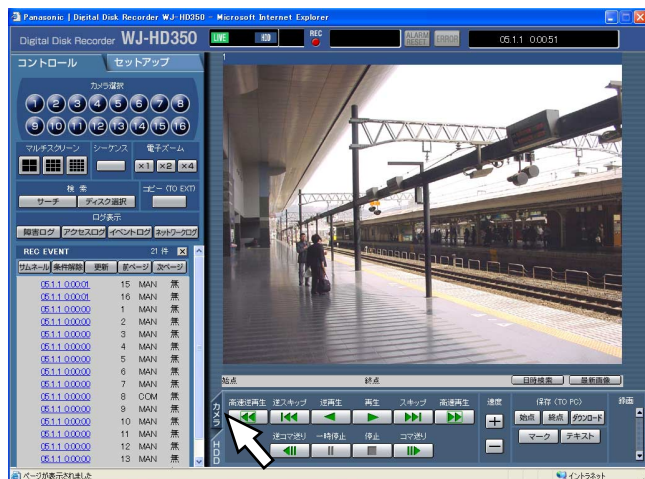 Panasonic | Digital Disk Recorder WJ-HD350 - Microsoft Internet Explorer
Digital Disk Recorder WJ-HD350
LIVE HDD REC ALARM RESET ERROR 05.1.1 0:00:51
コントロール セットアップ
1
カメラ選択
1 2 3 4 5 6 7 8
9 10 11 12 13 14 15 16
マルチスクリーン シーケンス 電子ズーム
×1 ×2 ×4
検索 コピー (TO EXT)
サーチ ディスク選択
ログ表示
障害ログ アクセスログ イベントログ ネットワークログ
REC EVENT 21 件 X
サムネール 条件解除 更新 前ページ 次ページ
05.1.1 0:00:01 15 MAN 無
05.1.1 0:00:01 16 MAN 無
05.1.1 0:00:00 1 MAN 無
05.1.1 0:00:00 2 MAN 無
05.1.1 0:00:00 3 MAN 無
05.1.1 0:00:00 4 MAN 無
05.1.1 0:00:00 5 MAN 無
05.1.1 0:00:00 6 MAN 無
05.1.1 0:00:00 7 MAN 無
05.1.1 0:00:00 8 COM 無
05.1.1 0:00:00 9 MAN 無
05.1.1 0:00:00 10 MAN 無
05.1.1 0:00:00 11 MAN 無
05.1.1 0:00:00 12 MAN 無
05.1.1 0:00:00 13 MAN 無
始点 終点 日時検索 最新画像
カメラ
HDD
高速逆再生 逆スキップ 逆再生 再生 スキップ 高速再生 速度 保存 (TO PC) 録画
始点 終点 ダウンロード
逆コマ送り 一時停止 停止 コマ送り
マーク テキスト
ページが表示されました イントラネット